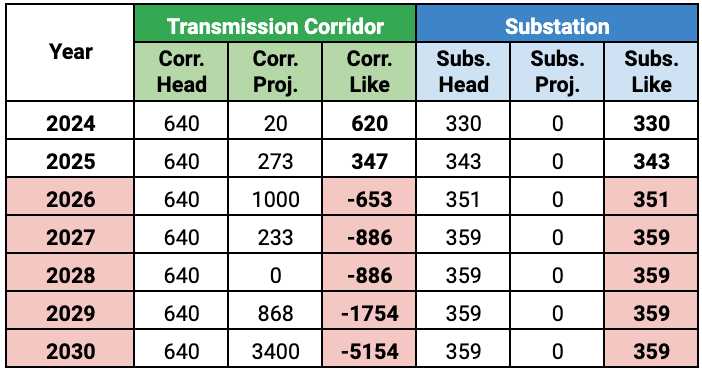 Year Transmission Corridor Substation
Corr. Head Corr. Proj. Corr. Like Subs. Head Subs. Proj. Subs. Like
2024 640 20 620 330 0 330
2025 640 273 347 343 0 343
2026 640 1000 -653 351 0 351
2027 640 233 -886 359 0 359
2028 640 0 -886 359 0 359
2029 640 868 -1754 359 0 359
2030 640 3400 -5154 359 0 359